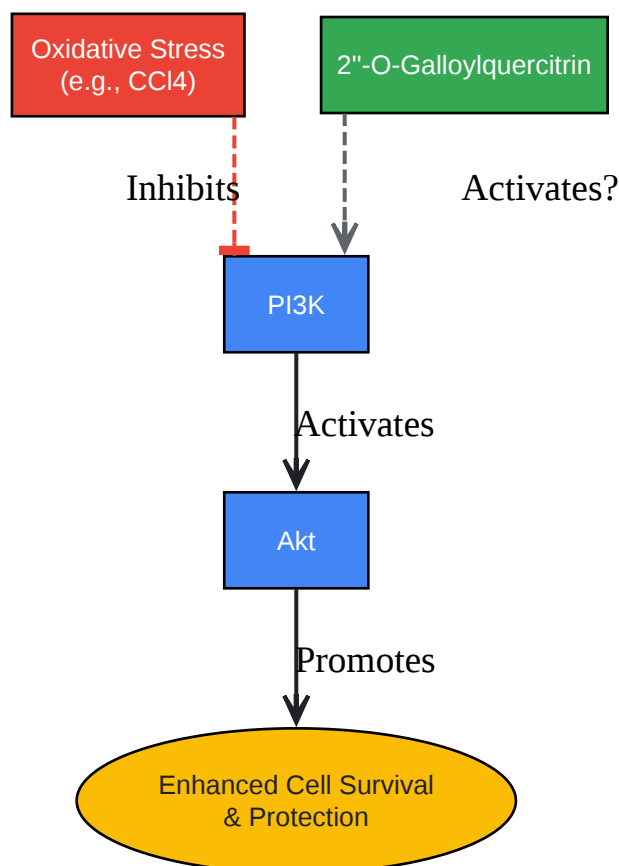 Oxidative Stress
(e.g., CCl4)
2"-O-Galloylquercitrin
Inhibits
Activates?
PI3K
Activates
Akt
Promotes
Enhanced Cell Survival
& Protection